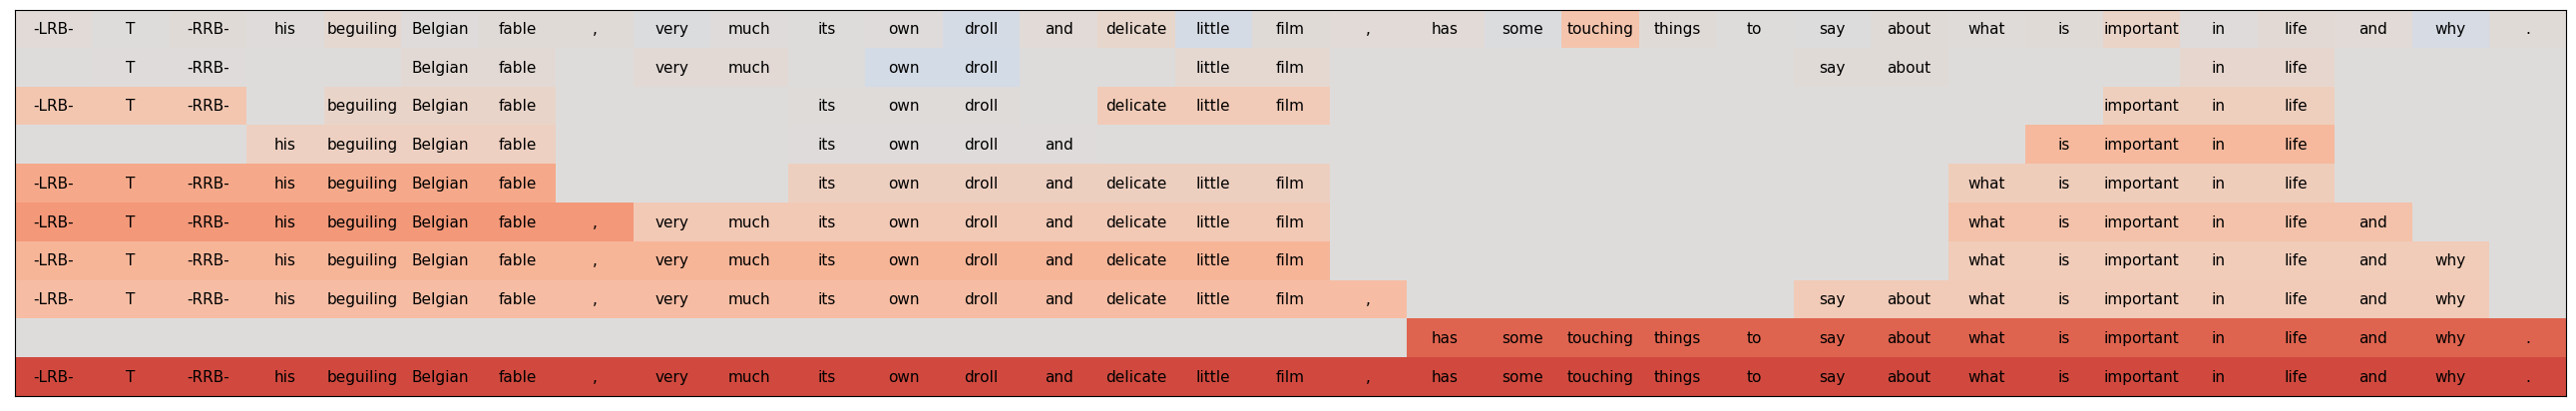 -LRB- T -RRB- his beguiling Belgian fable , very much its own droll and delicate little film , has some touching things to say about what is important in life and why .
T -RRB- Belgian fable very much own droll little film say about in life
-LRB- T -RRB- beguiling Belgian fable its own droll delicate little film important in life
his beguiling Belgian fable its own droll and is important in life
-LRB- T -RRB- his beguiling Belgian fable its own droll and delicate little film what is important in life
-LRB- T -RRB- his beguiling Belgian fable , very much its own droll and delicate little film what is important in life and
-LRB- T -RRB- his beguiling Belgian fable , very much its own droll and delicate little film what is important in life and why
-LRB- T -RRB- his beguiling Belgian fable , very much its own droll and delicate little film , say about what is important in life and why
has some touching things to say about what is important in life and why .
-LRB- T -RRB- his beguiling Belgian fable , very much its own droll and delicate little film , has some touching things to say about what is important in life and why .